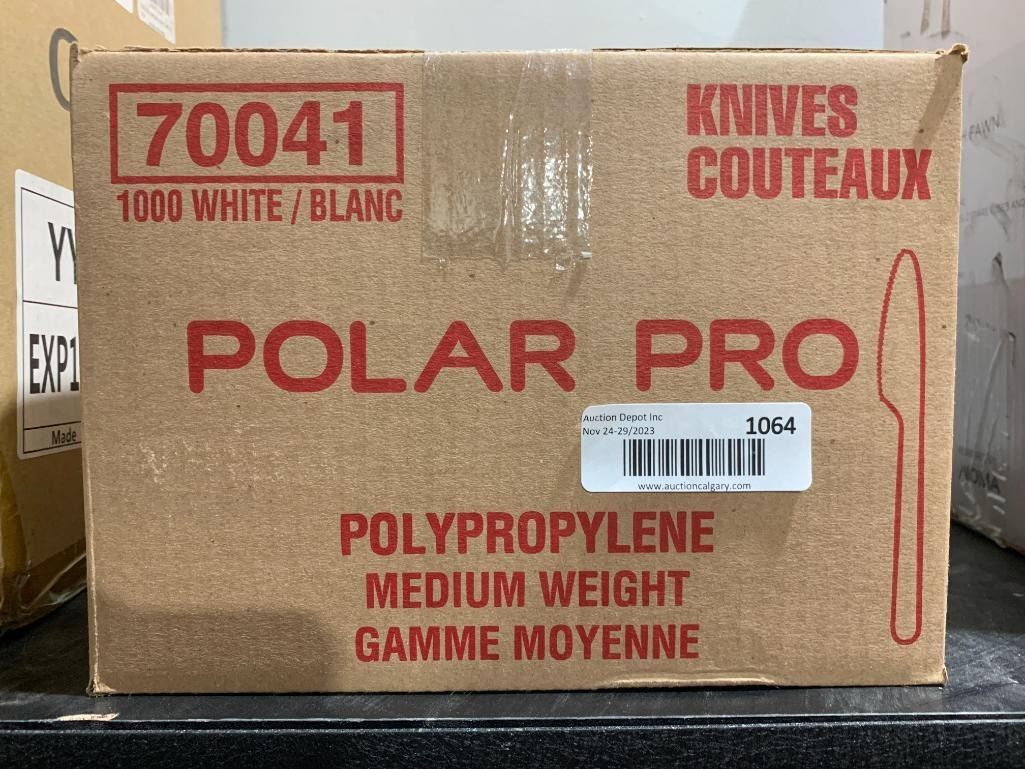 70041
1000 WHITE / BLANC
KNIVES
COUTEAUX
POLAR PRO
Auction Depot Inc
Nov 24-29/2023
1064
www.auctioncalgary.com
POLYPROPYLENE
MEDIUM WEIGHT
GAMME MOYENNE
YY
EXP1
Made